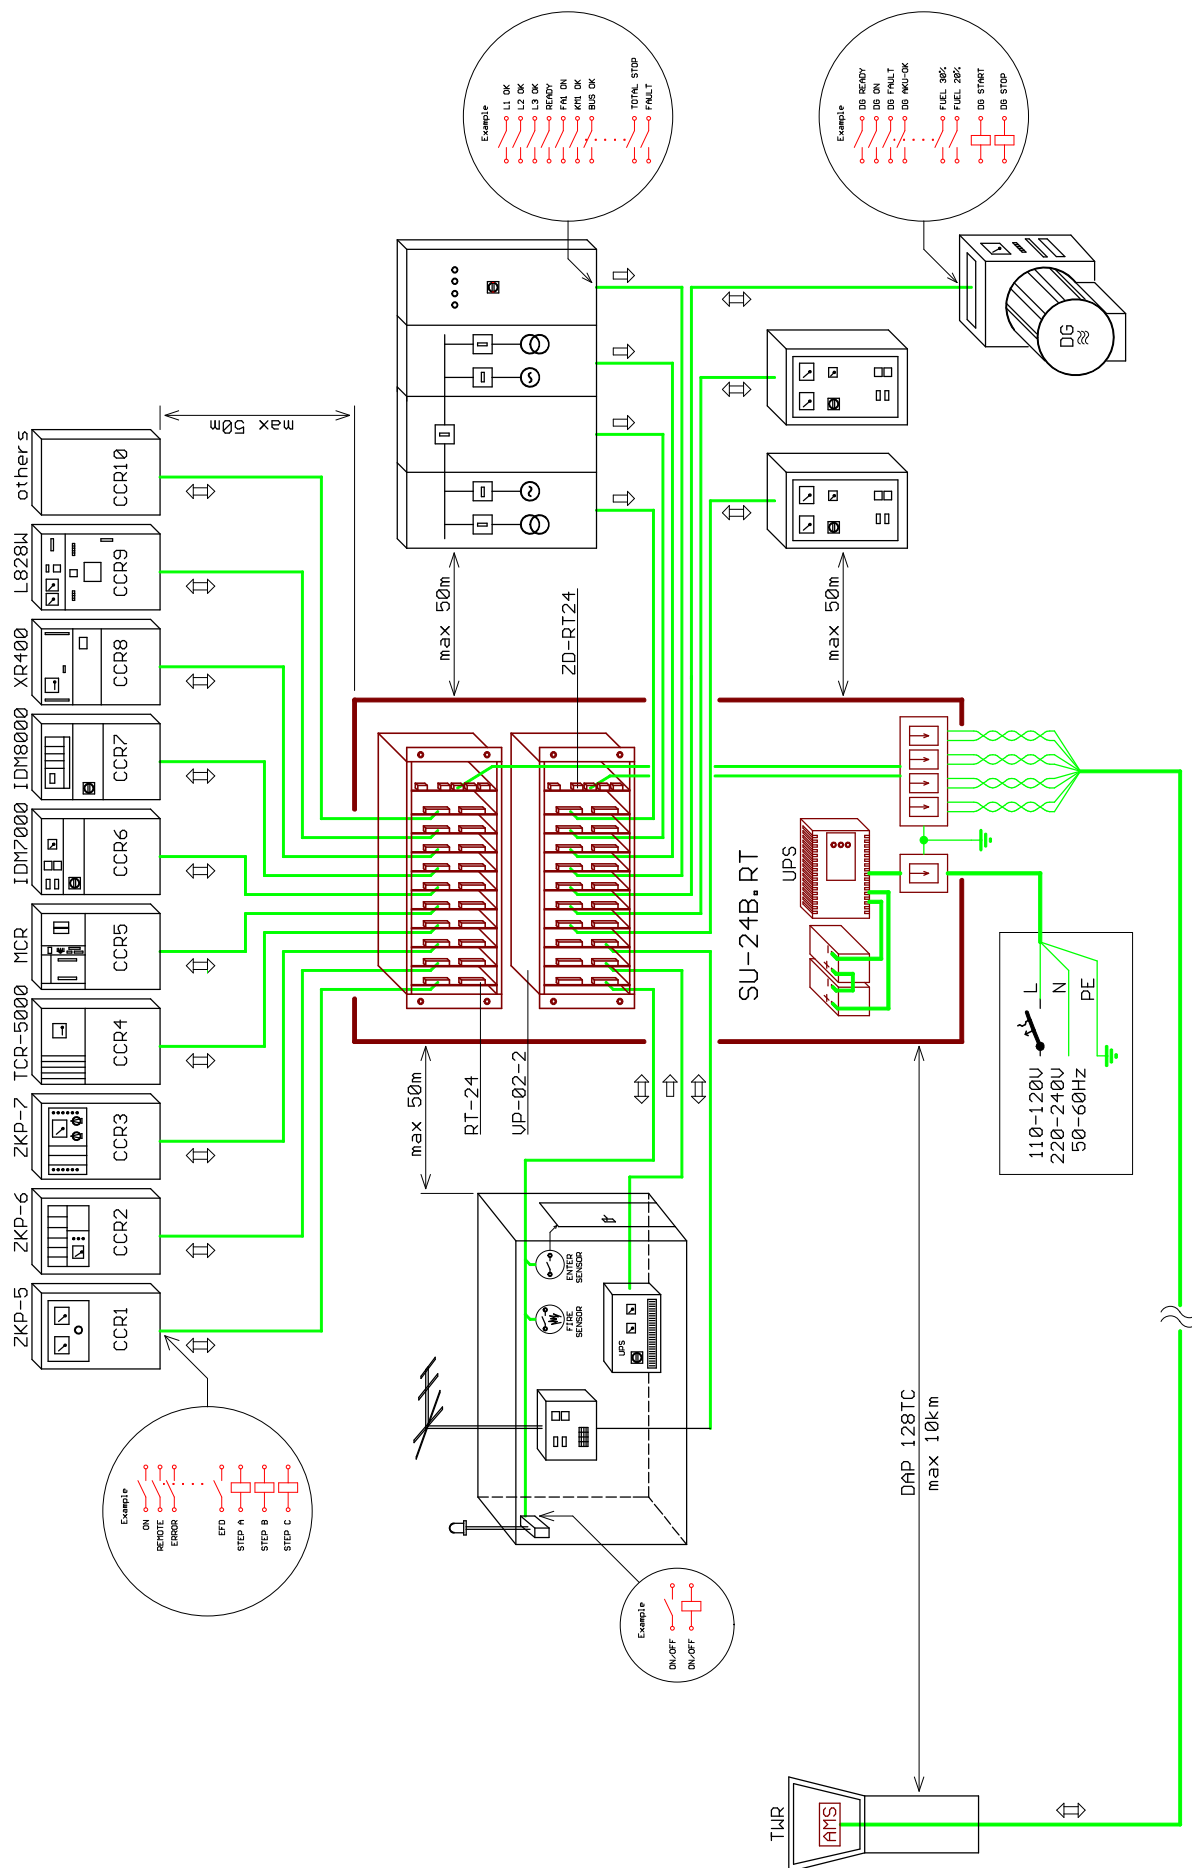 ZKP-5
CCR1
ZKP-6
CCR2
ZKP-7
CCR3
TCR-5000
CCR4
MCR
CCR5
IDM7000
CCR6
IDM8000
CCR7
XR400
CCR8
L828W
CCR9
others
CCR10
max 50m
Example
ON
REMOTE
ERROR
EFD
STEP A
STEP B
STEP C
Example
L1 OK
L2 OK
L3 OK
READY
FA1 ON
KM1 OK
BUS OK
TOTAL STOP
FAULT
Example
DG READY
DG ON
DG FAULT
DG AKU-OK
FUEL 30%
FUEL 20%
DG START
DG STOP
DG
max 50m
max 50m
max 50m
RT-24
VP-02-2
ZD-RT24
SU-24B.RT
UPS
ENTER
SENSOR
FIRE
SENSOR
UPS
Example
ON/OFF
ON/OFF
L
N
PE
110-120V
220-240V
50-60Hz
DAP 128TC
max 10km
TWR
AMS